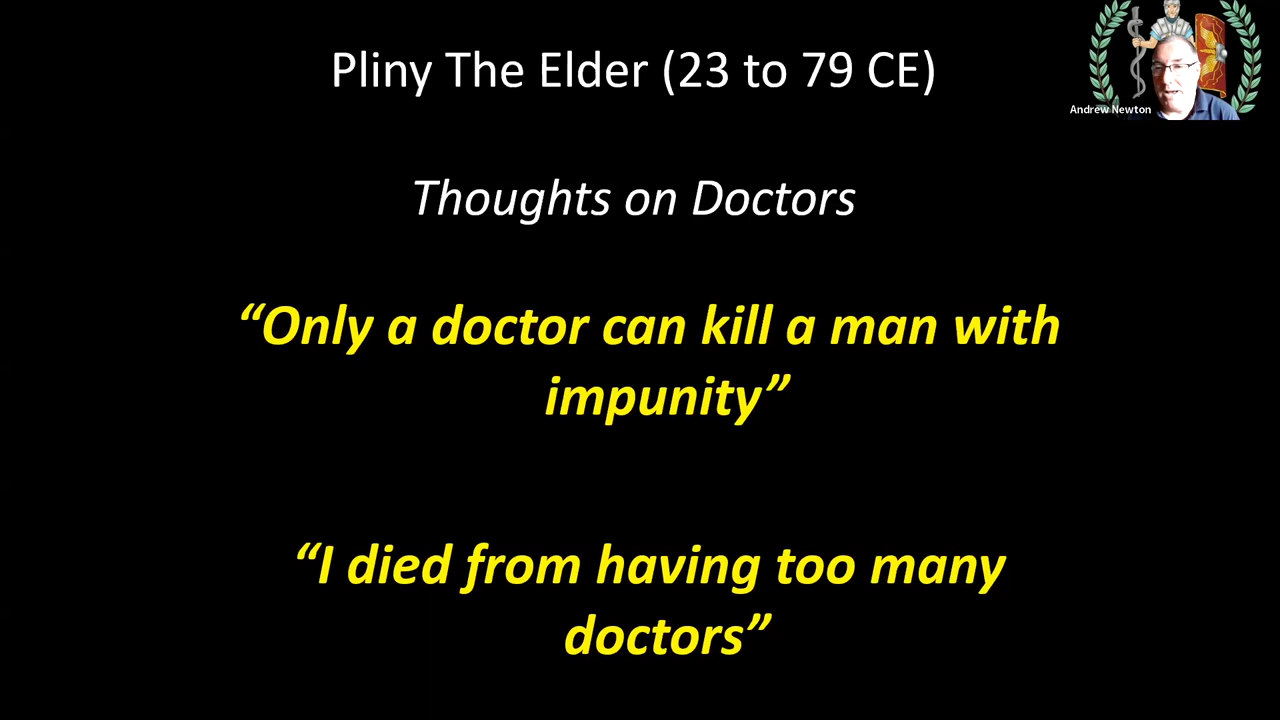 Pliny The Elder (23 to 79 CE)
Andrew Newton
Thoughts on Doctors
“Only a doctor can kill a man with
impunity”
“I died from having too many
doctors”